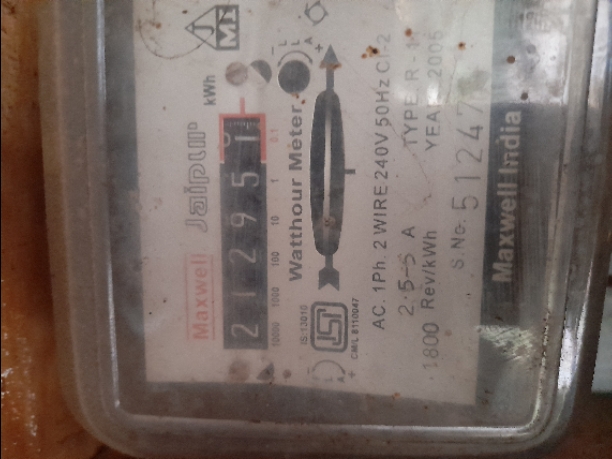 Maxwell Jaipur
kWh
2 1 2 9 5 1
10000 1000 100 10 1 0.1
IS:13010
CM/L 8110047
Watthour Meter
AC. 1Ph. 2 WIRE 240V 50Hz Cl-2
2.5-5 A TYPE R-1
1800 Rev/kWh YEAR 2005
S.No. 51247
Maxwell India